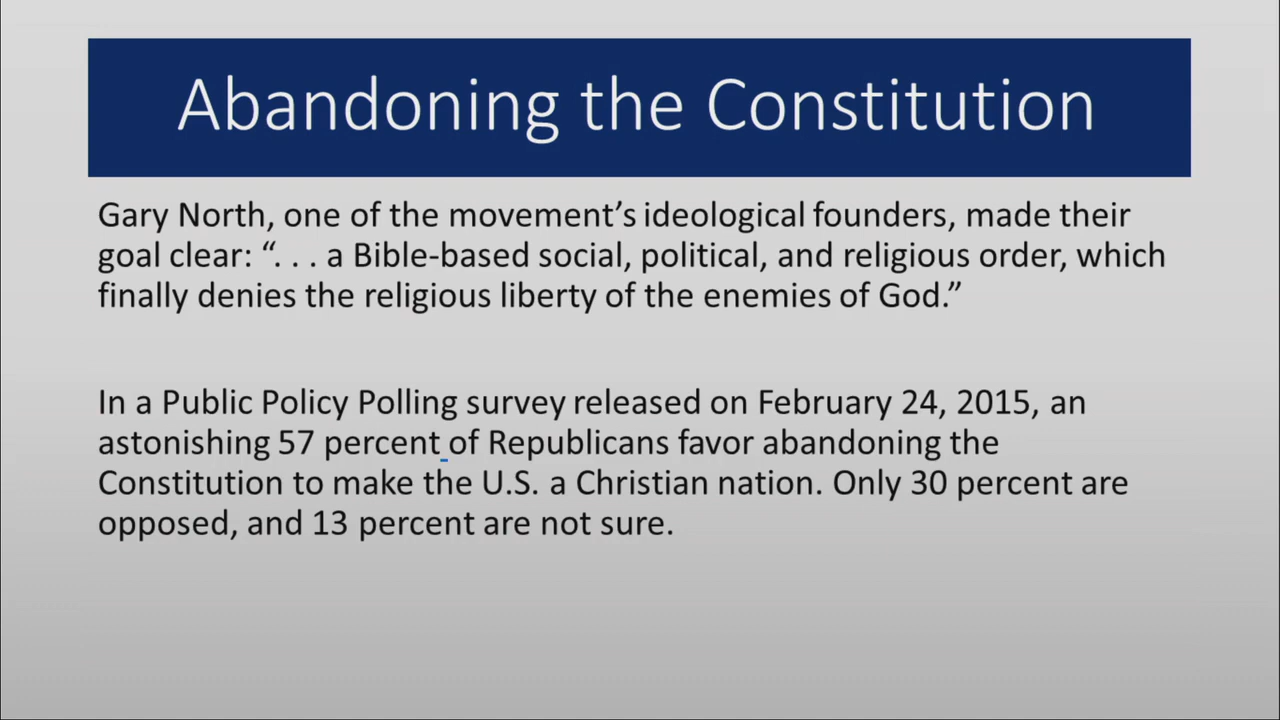 Abandoning the Constitution
Gary North, one of the movement’s ideological founders, made their
goal clear: “. . . a Bible-based social, political, and religious order, which
finally denies the religious liberty of the enemies of God.”
In a Public Policy Polling survey released on February 24, 2015, an
astonishing 57 percent of Republicans favor abandoning the
Constitution to make the U.S. a Christian nation. Only 30 percent are
opposed, and 13 percent are not sure.